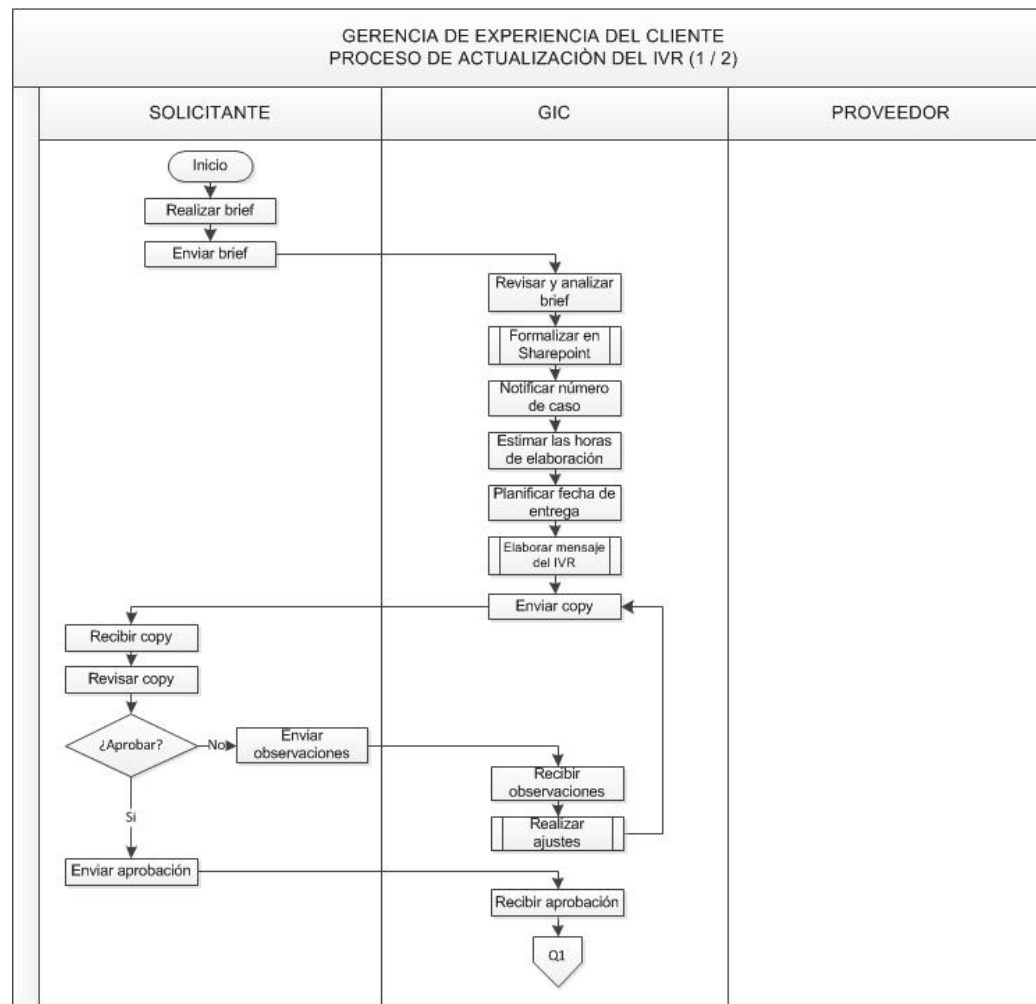 GERENCIA DE EXPERIENCIA DEL CLIENTE
PROCESO DE ACTUALIZACIÒN DEL IVR (1 / 2)
SOLICITANTE
GIC
PROVEEDOR
Inicio
Realizar brief
Enviar brief
Revisar y analizar
brief
Formalizar en
Sharepoint
Notificar número
de caso
Estimar las horas
de elaboración
Planificar fecha de
entrega
Elaborar mensaje
del IVR
Enviar copy
Recibir copy
Revisar copy
¿Aprobar?
No
Enviar
observaciones
Recibir
observaciones
Realizar
ajustes
Si
Enviar aprobación
Recibir aprobación
Q1